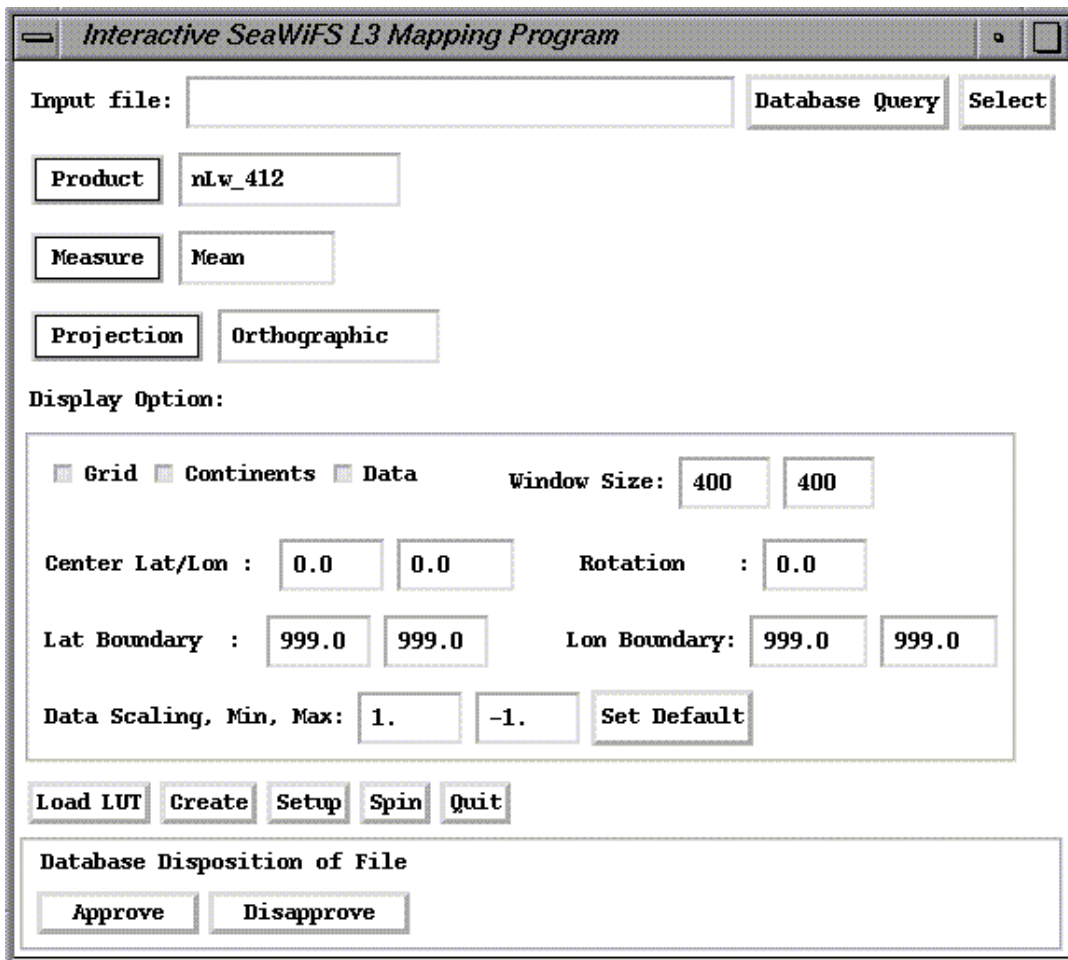 Interactive SeaWiFS L3 Mapping Program
Input file: Database Query Select
Product nLw_412
Measure Mean
Projection Orthographic
Display Option:
Grid Continents Data Window Size: 400 400
Center Lat/Lon : 0.0 0.0 Rotation : 0.0
Lat Boundary : 999.0 999.0 Lon Boundary: 999.0 999.0
Data Scaling, Min, Max: 1. -1. Set Default
Load LUT Create Setup Spin Quit
Database Disposition of File
Approve Disapprove